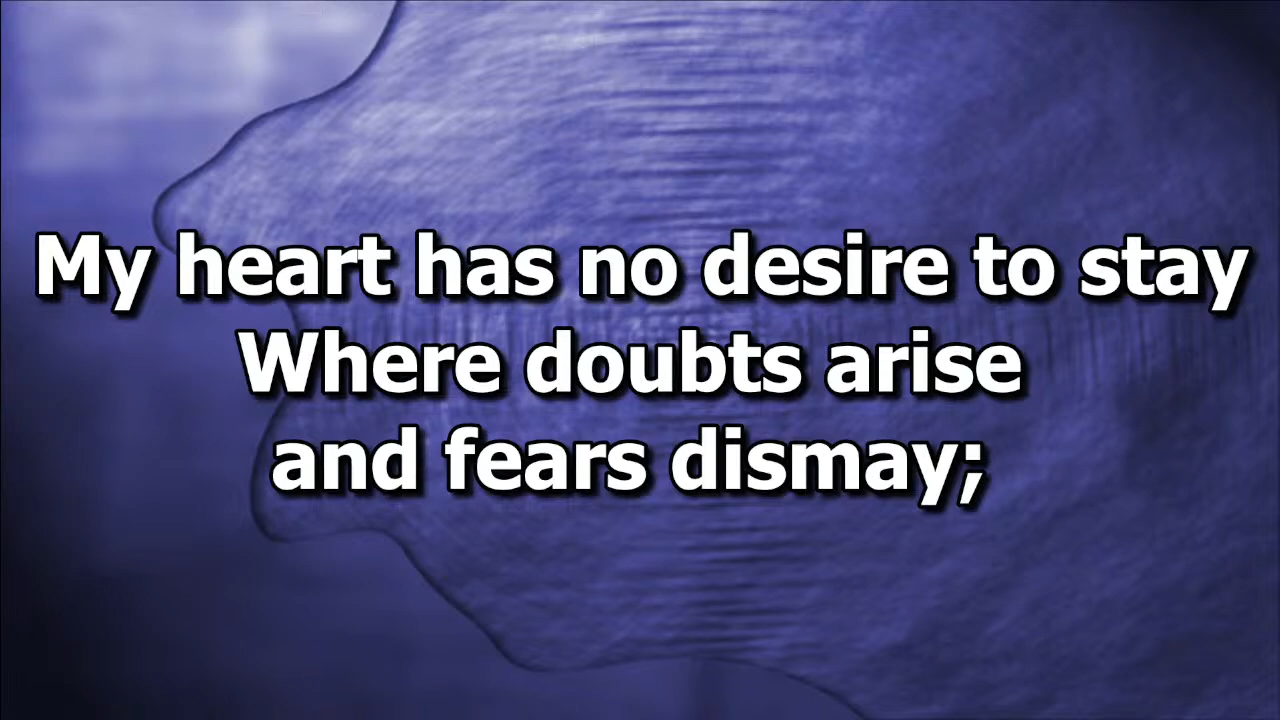 My heart has no desire to stay
Where doubts arise
and fears dismay;